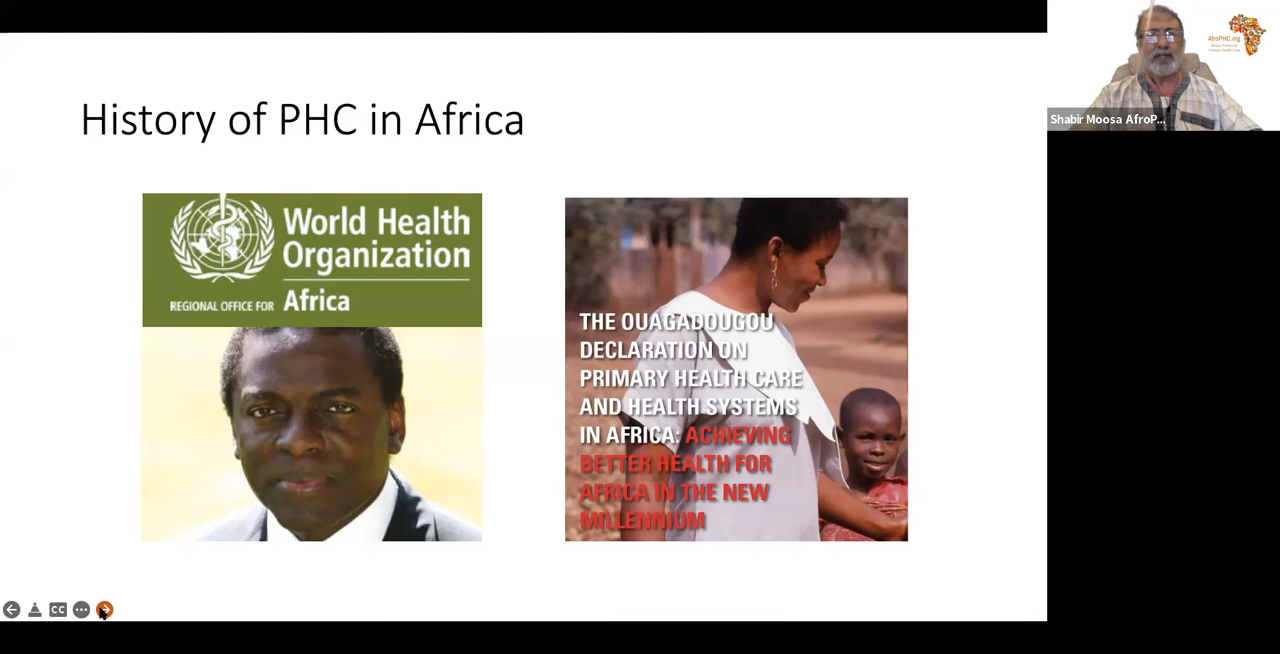 History of PHC in Africa
World Health
Organization
REGIONAL OFFICE FOR Africa
THE OUAGADOUGOU
DECLARATION ON
PRIMARY HEALTH CARE
AND HEALTH SYSTEMS
IN AFRICA: ACHIEVING
BETTER HEALTH FOR
AFRICA IN THE NEW
MILLENNIUM
CC
AfroPHC.org
Shabir Moosa AfroP...